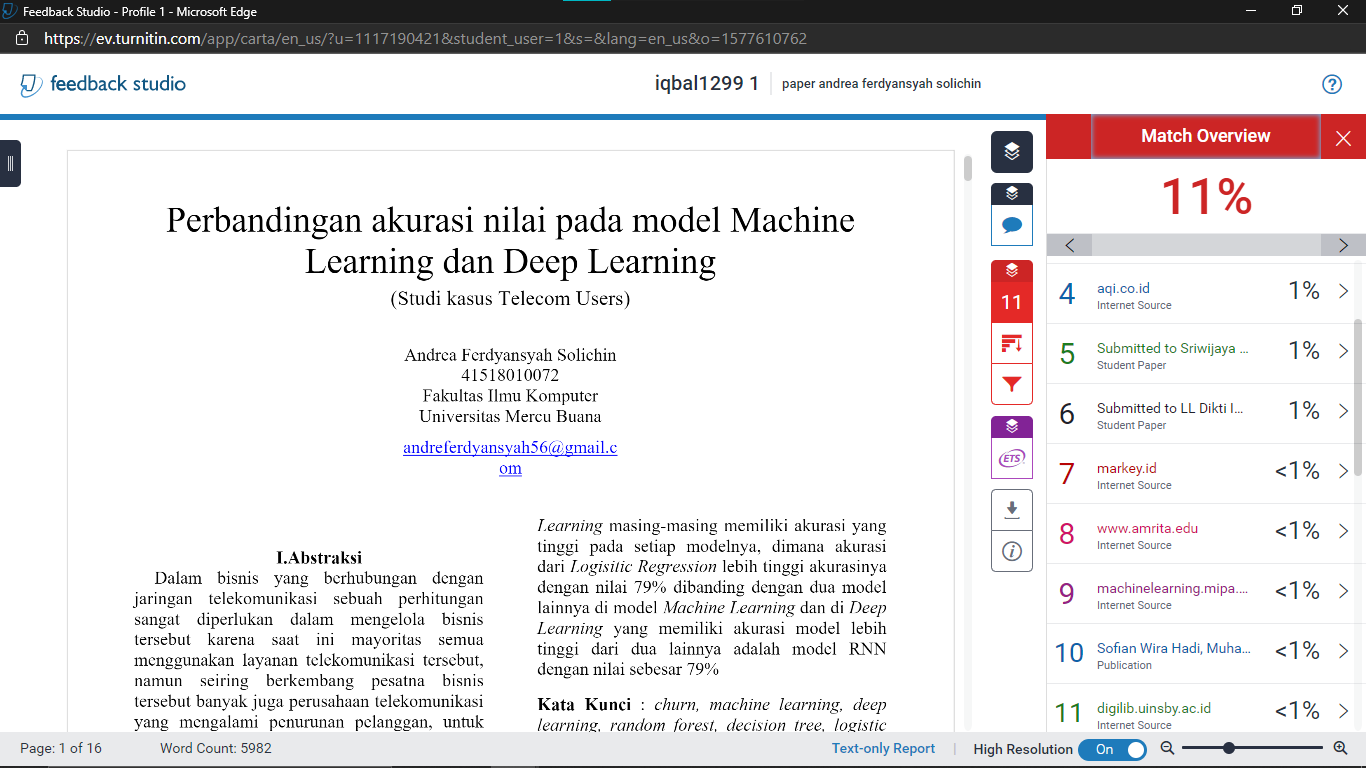 Feedback Studio - Profile 1 - Microsoft Edge
https://ev.turnitin.com/app/carta/en_us/?u=1117190421&student_user=1&s=&lang=en_us&o=1577610762
feedback studio
iqbal1299 1
paper andrea ferdyansyah solichin
?
Perbandingan akurasi nilai pada model Machine
Learning dan Deep Learning
(Studi kasus Telecom Users)
Andrea Ferdyansyah Solichin
41518010072
Fakultas Ilmu Komputer
Universitas Mercu Buana
andreferdyansyah56@gmail.c
om
I.Abstraksi
Dalam bisnis yang berhubungan dengan
jaringan telekomunikasi sebuah perhitungan
sangat diperlukan dalam mengelola bisnis
tersebut karena saat ini mayoritas semua
menggunakan layanan telekomunikasi tersebut,
namun seiring berkembang pesatna bisnis
tersebut banyak juga perusahaan telekomunikasi
yang mengalami penurunan pelanggan, untuk
Learning masing-masing memiliki akurasi yang
tinggi pada setiap modelnya, dimana akurasi
dari Logisitic Regression lebih tinggi akurasinya
dengan nilai 79% dibanding dengan dua model
lainnya di model Machine Learning dan di Deep
Learning yang memiliki akurasi model lebih
tinggi dari dua lainnya adalah model RNN
dengan nilai sebesar 79%
Kata Kunci : churn, machine learning, deep
learning, random forest, decision tree, logistic
11
ETS
i
Match Overview
11%
4 aqi.co.id 1%
Internet Source
5 Submitted to Sriwijaya ... 1%
Student Paper
6 Submitted to LL Dikti I... 1%
Student Paper
7 markey.id <1%
Internet Source
8 www.amrita.edu <1%
Internet Source
9 machinelearning.mipa.... <1%
Internet Source
10 Sofian Wira Hadi, Muha... <1%
Publication
11 digilib.uinsby.ac.id <1%
Internet Source
Page: 1 of 16
Word Count: 5982
Text-only Report
High Resolution
On